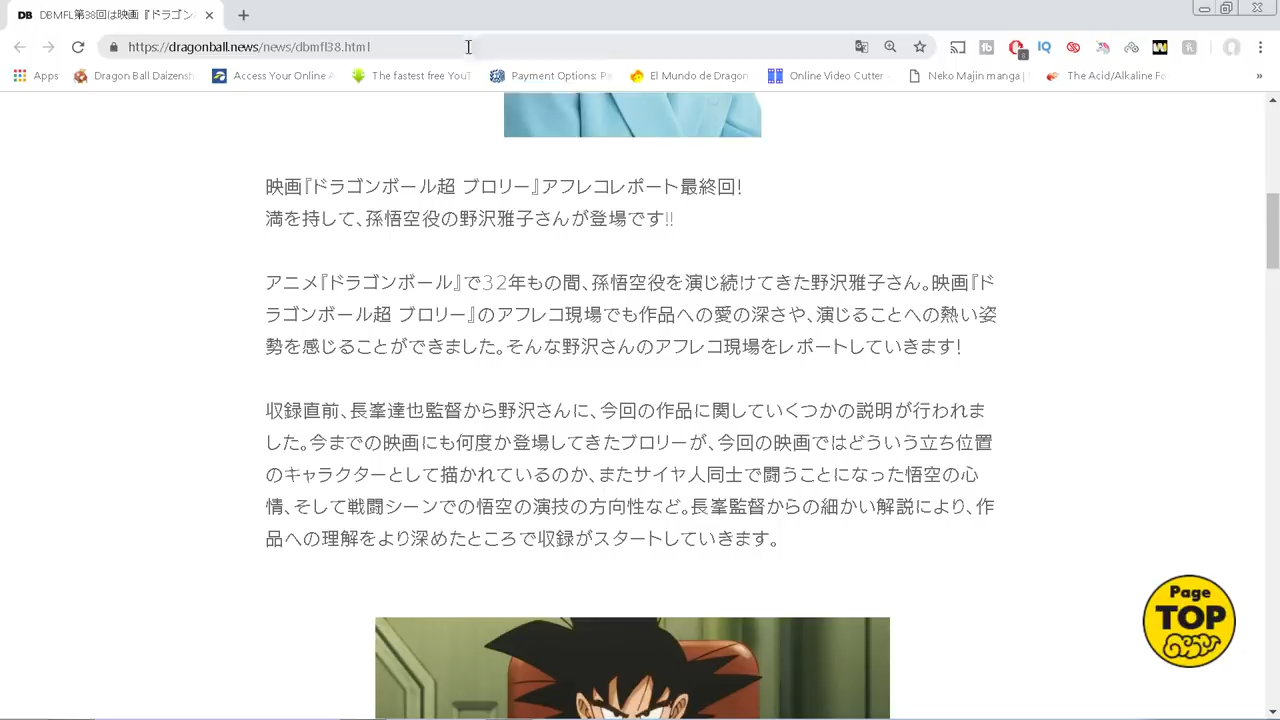 DB DBMFL第38回は映画『ドラゴン
https://dragonball.news/news/dbmfl38.html
Apps Dragon Ball Daizensh Access Your Online A The fastest free YouT Payment Options: Pa El Mundo de Dragon Online Video Cutter - Neko Majin manga | The Acid/Alkaline Fo »
映画『ドラゴンボール超 ブロリー』アフレコレポート最終回!
満を持して、孫悟空役の野沢雅子さんが登場です!!
アニメ『ドラゴンボール』で32年もの間、孫悟空役を演じ続けてきた野沢雅子さん。映画『ド
ラゴンボール超 ブロリー』のアフレコ現場でも作品への愛の深さや、演じることへの熱い姿
勢を感じることができました。そんな野沢さんのアフレコ現場をレポートしていきます!
収録直前、長峯達也監督から野沢さんに、今回の作品に関していくつかの説明が行われま
した。今までの映画にも何度か登場してきたブロリーが、今回の映画ではどういう立ち位置
のキャラクターとして描かれているのか、またサイヤ人同士で闘うことになった悟空の心
情、そして戦闘シーンでの悟空の演技の方向性など。長峯監督からの細かい解説により、作
品への理解をより深めたところで収録がスタートしていきます。
Page
TOP